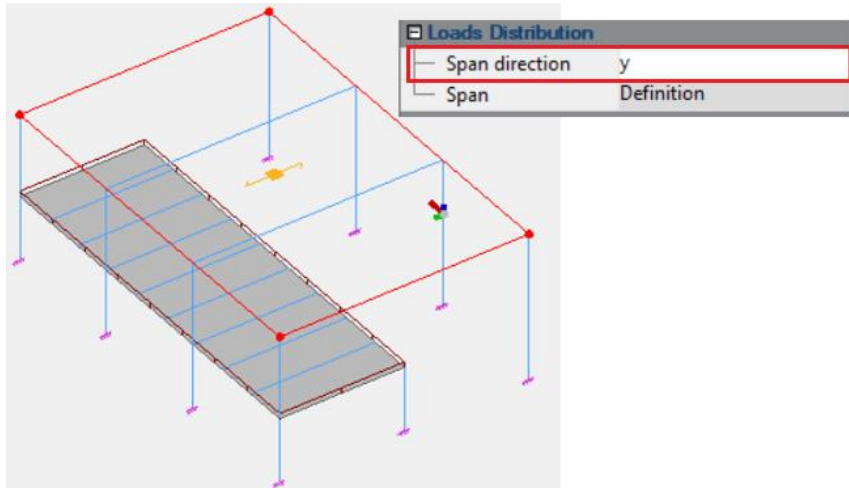 Loads Distribution
Span direction y
Span Definition